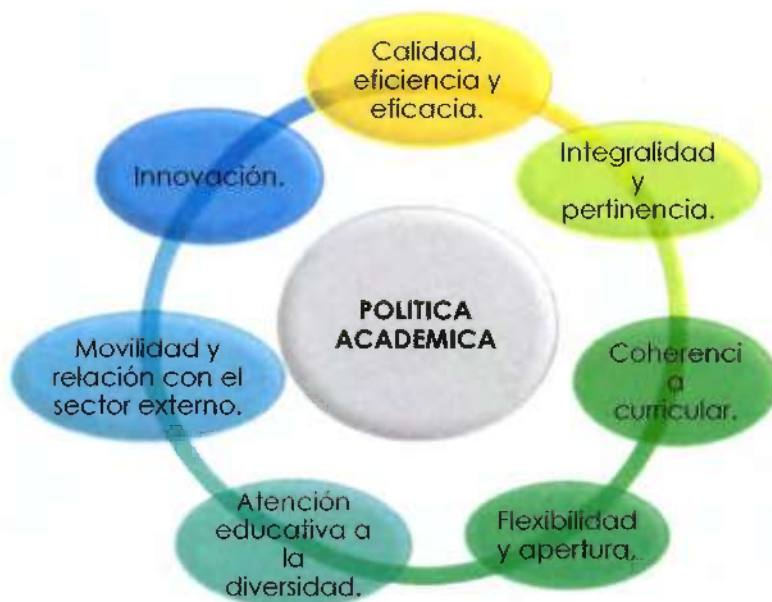 Calidad,
eficiencia y
eficacia.
Integralidad
y
pertinencia.
Coherenci
a
curricular.
Flexibilidad
y apertura,
Atención
educativa a
la
diversidad.
Movilidad y
relación con el
sector externo.
Innovación.
POLITICA
ACADEMICA